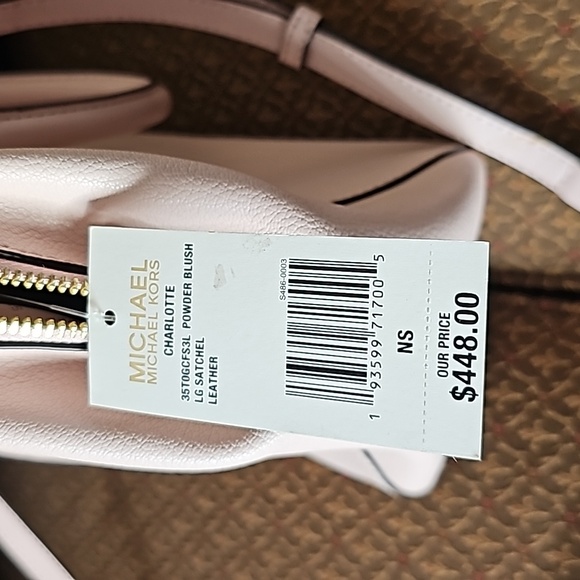 MICHAEL
MICHAEL KORS
CHARLOTTE
35T0GCFS3L POWDER BLUSH
LG SATCHEL
LEATHER
S486-0003
1 93599 71700 5
NS
OUR PRICE
$448.00